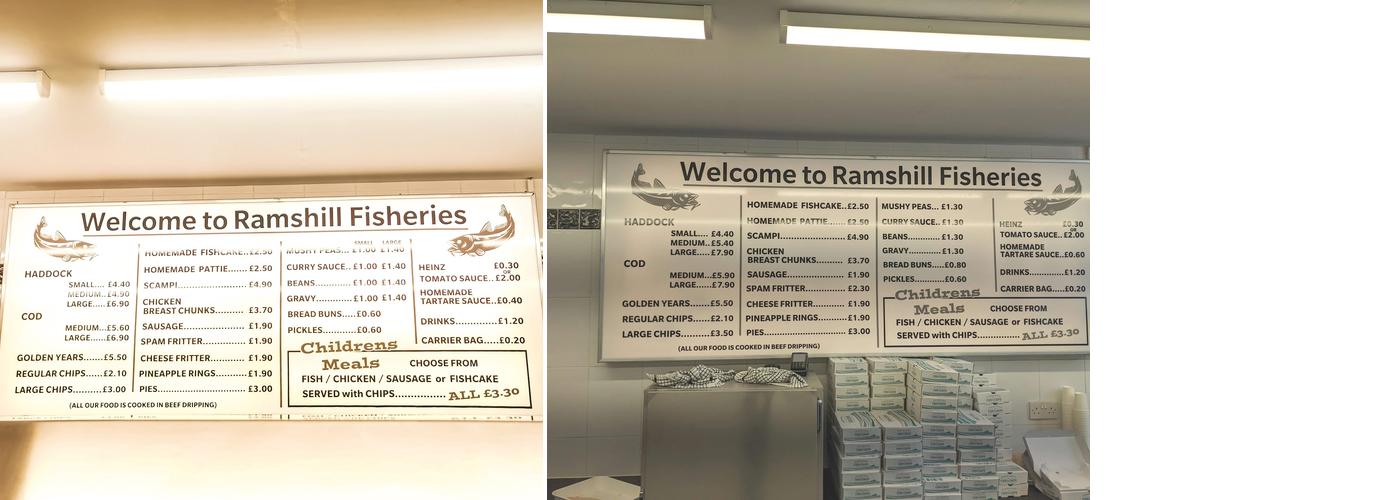 Welcome to Ramshill Fisheries
HADDOCK
SMALL.... £4.40
MEDIUM..£4.90
LARGE..... £6.90
COD
MEDIUM...£5.60
LARGE.....£6.90
GOLDEN YEARS......£5.50
REGULAR CHIPS....£2.10
LARGE CHIPS.......£3.00
HOMEMADE FISHCAKE..£2.50
HOMEMADE PATTIE.......£2.50
SCAMPI.......................£4.90
CHICKEN
BREAST CHUNKS......... £3.70
SAUSAGE....................£1.90
SPAM FRITTER.............£1.90
CHEESE FRITTER..........£1.90
PINEAPPLE RINGS........£1.90
PIES............................£3.00
(ALL OUR FOOD IS COOKED IN BEEF DRIPPING)
SMALL LARGE
MUSHY PEAS... £1.00 £1.40
CURRY SAUCE.. £1.00 £1.40
BEANS.......... £1.00 £1.40
GRAVY.......... £1.00 £1.40
BREAD BUNS.....£0.60
PICKLES...........£0.60
HEINZ £0.30
OR
TOMATO SAUCE.. £2.00
HOMEMADE
TARTARE SAUCE..£0.40
DRINKS............£1.20
CARRIER BAG.....£0.20
Childrens
Meals
CHOOSE FROM
FISH / CHICKEN / SAUSAGE or FISHCAKE
SERVED with CHIPS............... ALL £3.30
Welcome to Ramshill Fisheries
HADDOCK
SMALL.... £4.40
MEDIUM.. £5.40
LARGE..... £7.90
COD
MEDIUM...£5.90
LARGE......£7.90
GOLDEN YEARS......£5.50
REGULAR CHIPS....£2.10
LARGE CHIPS.......£3.50
HOMEMADE FISHCAKE..£2.50
HOMEMADE PATTIE.......£2.50
SCAMPI.......................£4.90
CHICKEN
BREAST CHUNKS......... £3.70
SAUSAGE....................£1.90
SPAM FRITTER.............£2.30
CHEESE FRITTER..........£1.90
PINEAPPLE RINGS........£1.90
PIES............................£3.00
(ALL OUR FOOD IS COOKED IN BEEF DRIPPING)
MUSHY PEAS... £1.30
CURRY SAUCE.. £1.30
BEANS........... £1.30
GRAVY........... £1.30
BREAD BUNS...£0.80
PICKLES..........£0.60
HEINZ £0.30
OR
TOMATO SAUCE.. £2.00
HOMEMADE
TARTARE SAUCE..£0.60
DRINKS............£1.20
CARRIER BAG.....£0.20
Childrens
Meals
CHOOSE FROM
FISH / CHICKEN / SAUSAGE or FISHCAKE
SERVED with CHIPS............... ALL £3.30